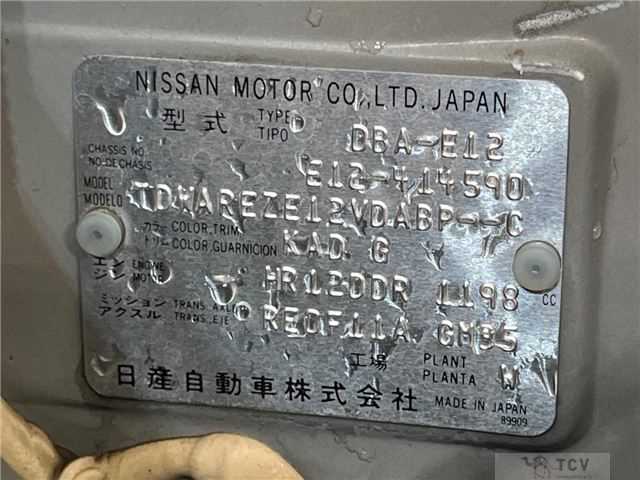 NISSAN MOTOR CO.,LTD. JAPAN
型式 TYPE TIPO DBA-E12
CHASSIS NO. NO-DE CHASIS E12-414590
MODEL MODELO
カラー COLOR,TRIM トリム COLOR,GUARNICION KAD G
エンジン ENGINE MOTOR HR12DDR 1198 CC
ミッション TRANS. AXLE アクスル TRANS. EJE RE0F11A GM85
工場 PLANT PLANTA W
日産自動車株式会社 MADE IN JAPAN
89909
TCV